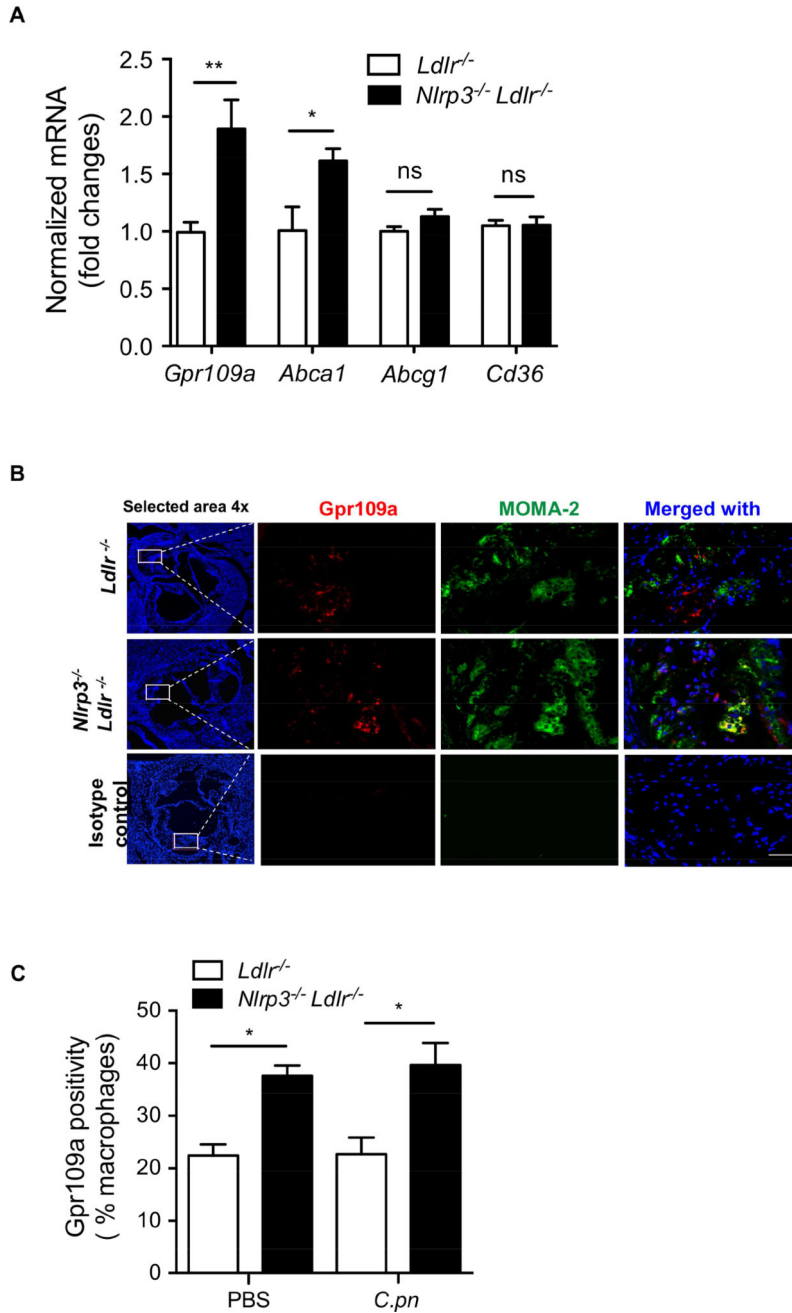 A
Ldlr-/-
Nlrp3-/- Ldlr-/-
Normalized mRNA
(fold changes)
2.5
2.0
1.5
1.0
0.5
0.0
**
*
ns
ns
Gpr109a Abca1 Abcg1 Cd36
B
Selected area 4x Gpr109a MOMA-2 Merged with
Ldlr -/-
Nlrp3-/-
Ldlr -/-
Isotype
control
C
Ldlr-/-
Nlrp3-/- Ldlr-/-
Gpr109a positivity
( % macrophages)
50
40
30
20
10
0
*
*
PBS C.pn